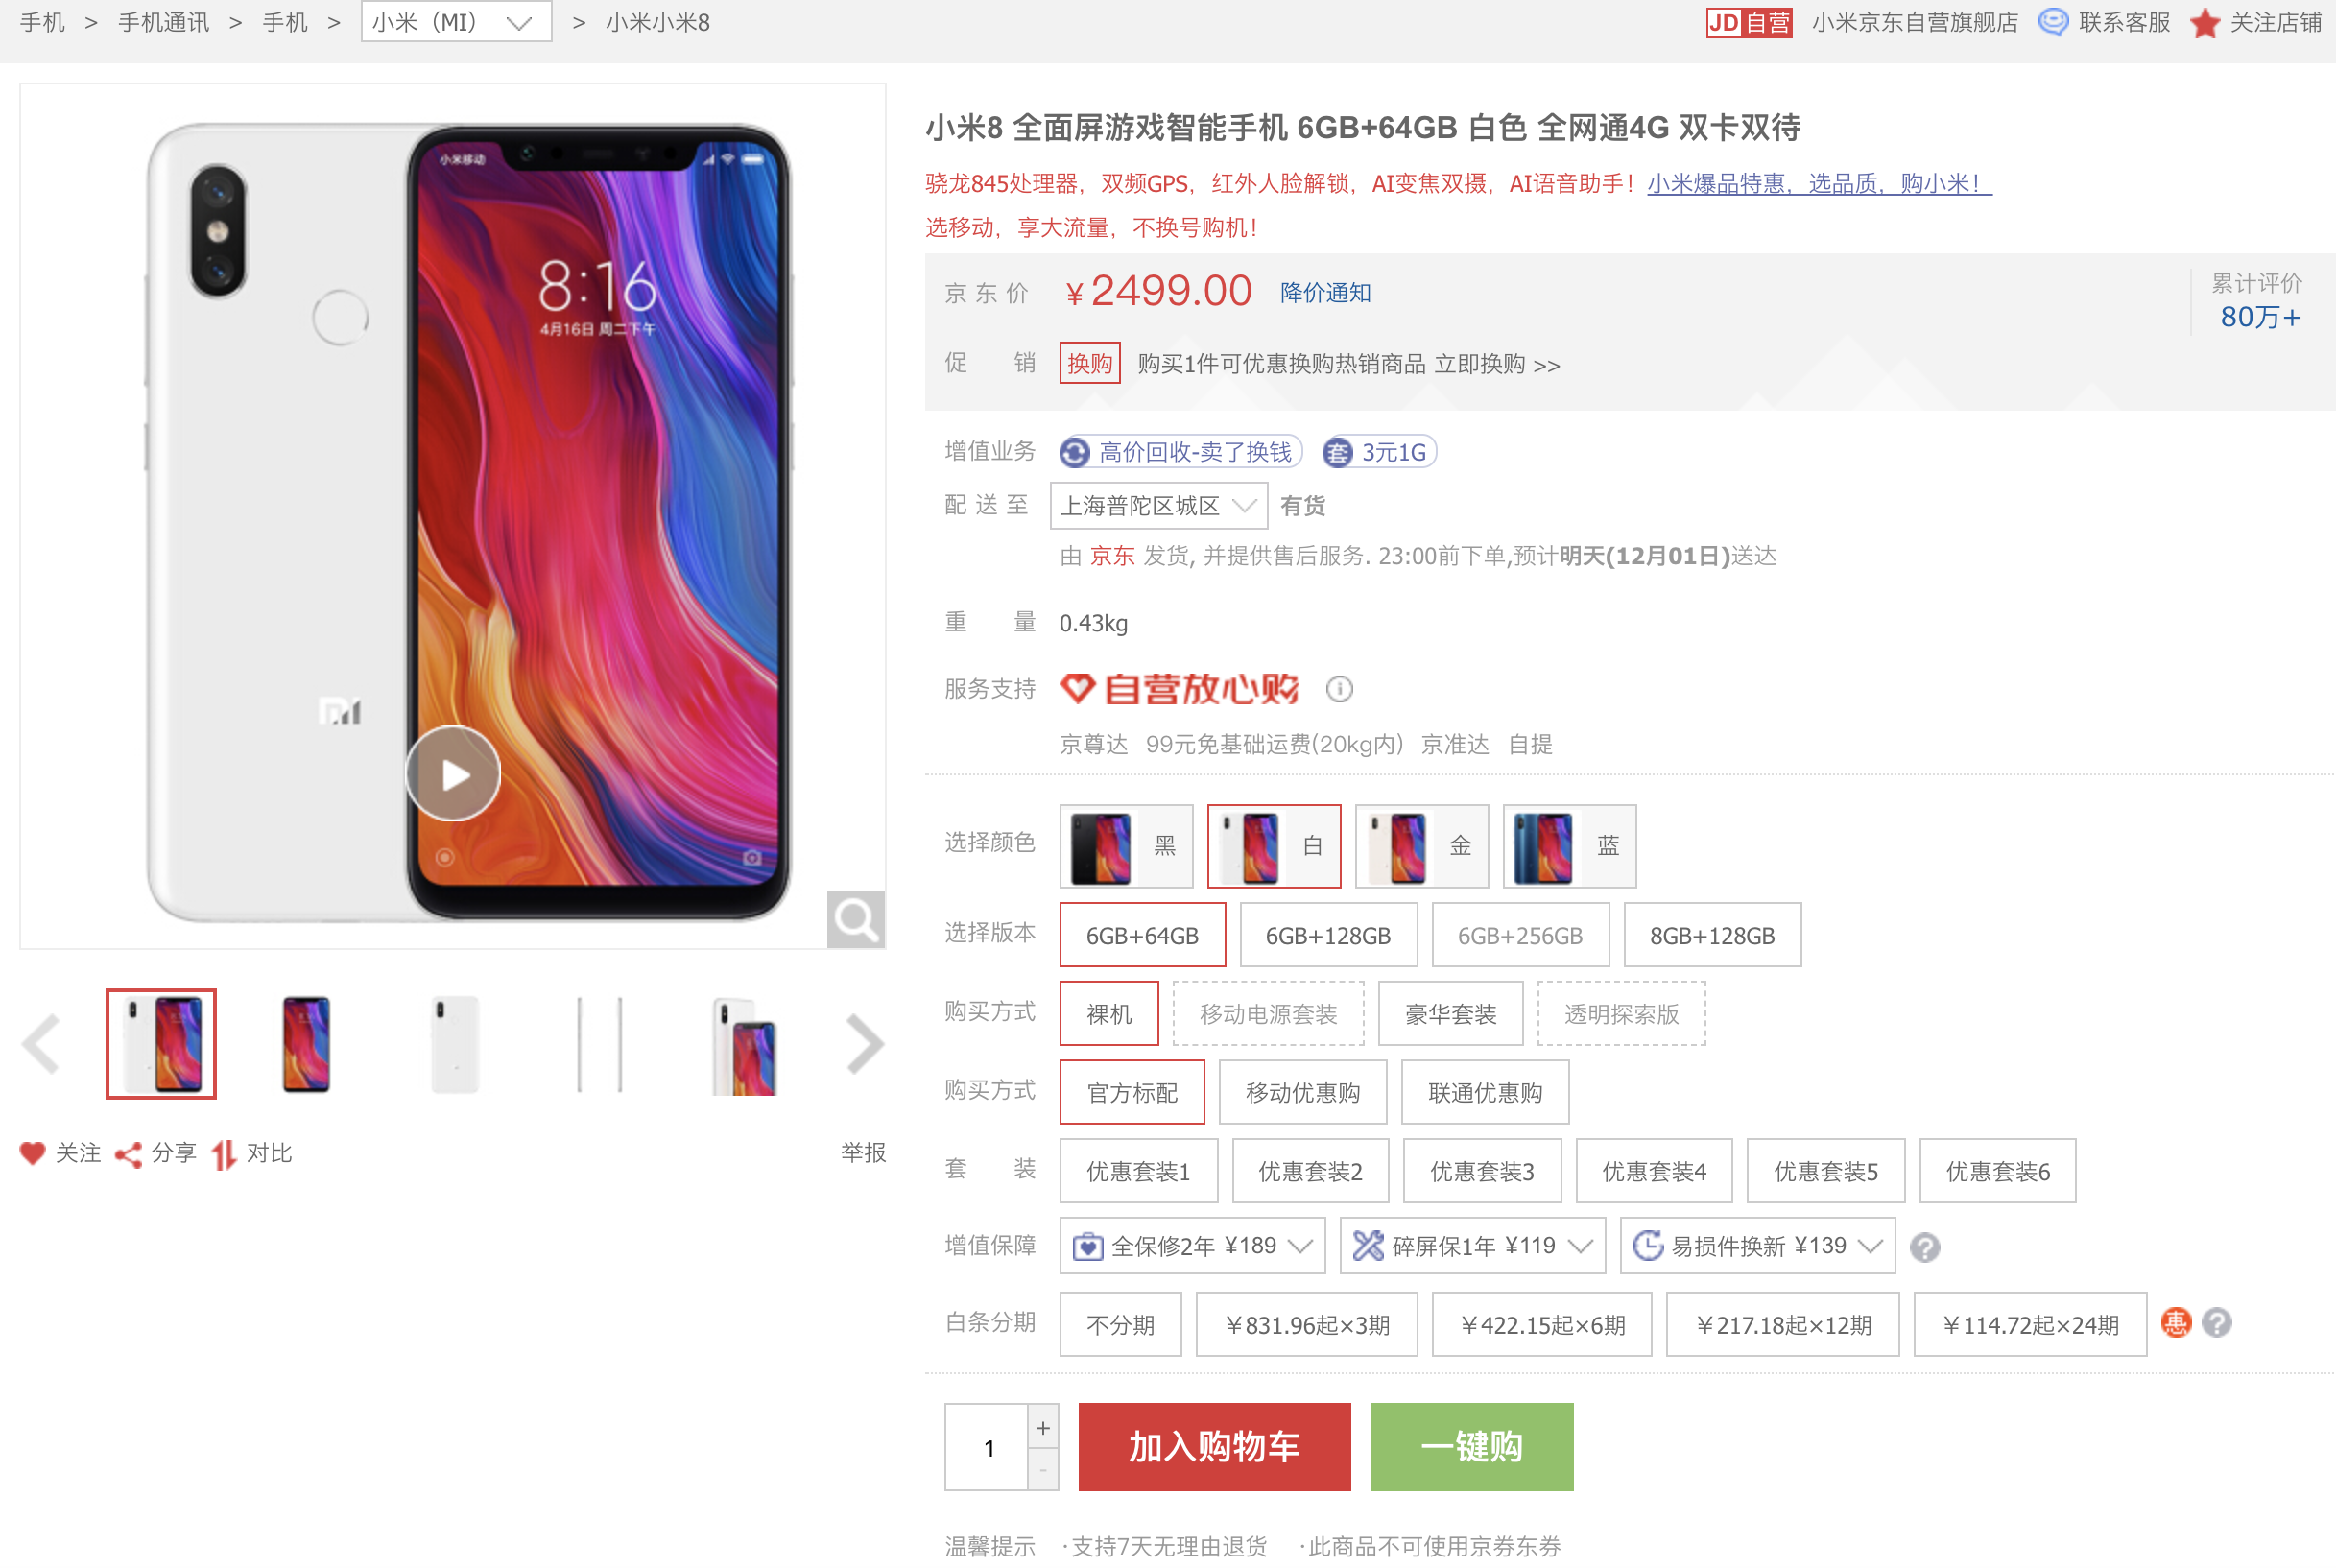 手机 > 手机通讯 > 手机 > 小米（MI） > 小米小米8
JD 自营 小米京东自营旗舰店 联系客服 关注店铺
小米移动
8:16
4月16日 周二下午
MI
关注 分享 对比 举报
小米8 全面屏游戏智能手机 6GB+64GB 白色 全网通4G 双卡双待
骁龙845处理器，双频GPS，红外人脸解锁，AI变焦双摄，AI语音助手！小米爆品特惠，选品质，购小米！
选移动，享大流量，不换号购机！
京东价 ￥2499.00 降价通知
累计评价
80万+
促销 换购 购买1件可优惠换购热销商品 立即换购 >>
增值业务 高价回收-卖了换钱 套 3元1G
配送至 上海普陀区城区 有货
由 京东 发货, 并提供售后服务. 23:00前下单,预计明天(12月01日)送达
重量 0.43kg
服务支持 自营放心购
京尊达 99元免基础运费(20kg内) 京准达 自提
选择颜色 黑 白 金 蓝
选择版本 6GB+64GB 6GB+128GB 6GB+256GB 8GB+128GB
购买方式 裸机 移动电源套装 豪华套装 透明探索版
购买方式 官方标配 移动优惠购 联通优惠购
套装 优惠套装1 优惠套装2 优惠套装3 优惠套装4 优惠套装5 优惠套装6
增值保障 全保修2年 ¥189 碎屏保1年 ¥119 易损件换新 ¥139 ?
白条分期 不分期 ￥831.96起×3期 ￥422.15起×6期 ￥217.18起×12期 ￥114.72起×24期 惠 ?
1 + - 加入购物车 一键购
温馨提示 ·支持7天无理由退货 ·此商品不可使用京券东券